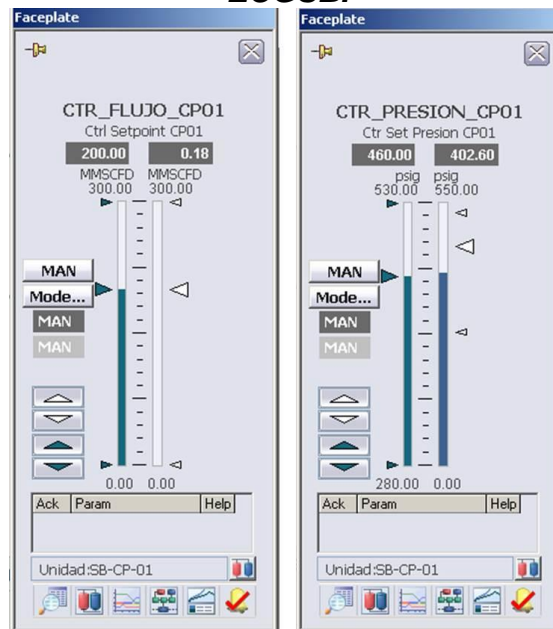 Faceplate
CTR_FLUJO_CP01
Ctrl Setpoint CP01
200.00 0.18
MMSCFD MMSCFD
300.00 300.00
MAN
Mode...
MAN
MAN
0.00 0.00
Ack Param Help
Unidad:SB-CP-01
Faceplate
CTR_PRESION_CP01
Ctr Set Presion CP01
460.00 402.60
psig psig
530.00 550.00
MAN
Mode...
MAN
MAN
280.00 0.00
Ack Param Help
Unidad:SB-CP-01